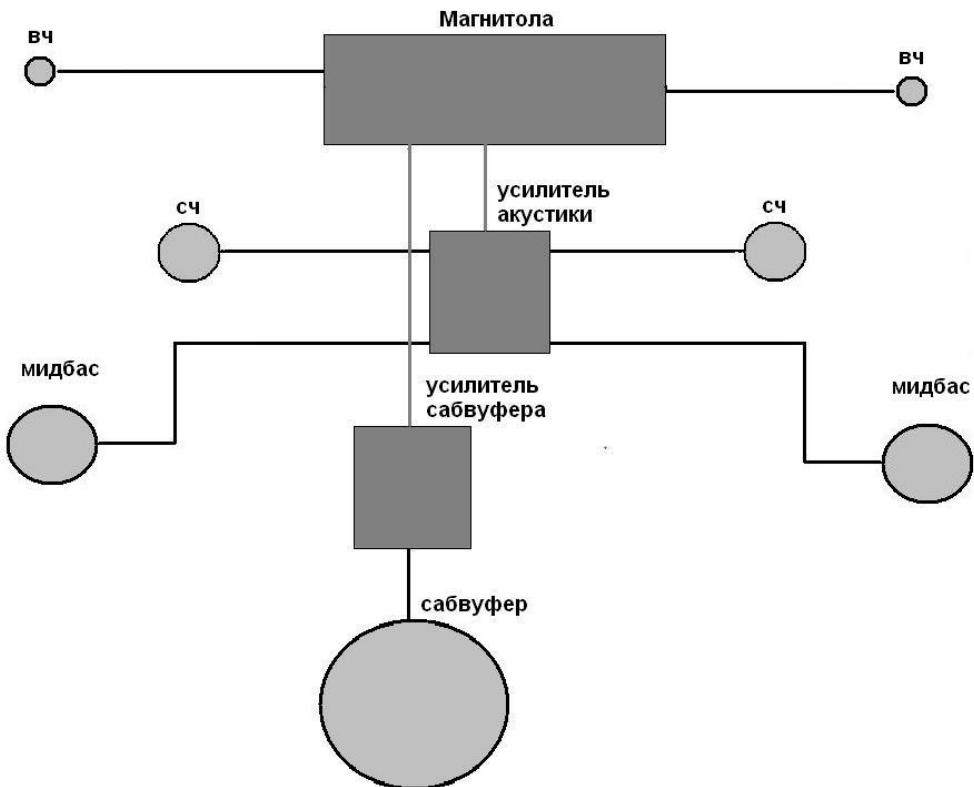 Магнитола
вч
вч
усилитель
акустики
сч
сч
мидбас
усилитель
сабвуфера
мидбас
сабвуфер